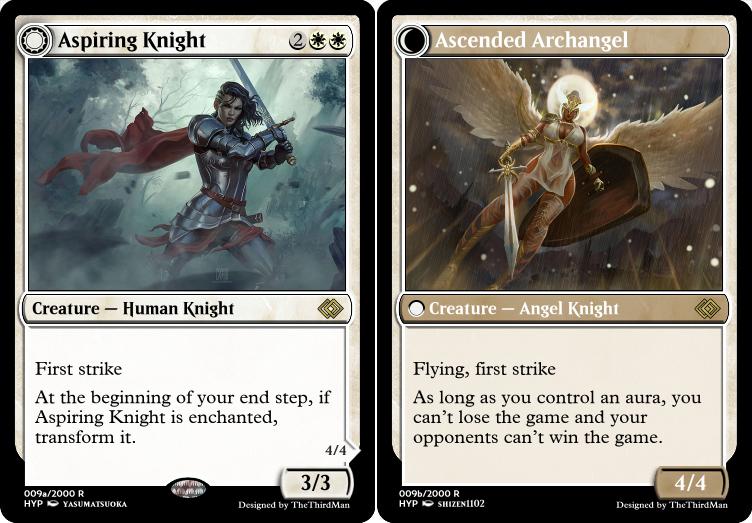 Aspiring Knight 2
Creature — Human Knight
First strike
At the beginning of your end step, if
Aspiring Knight is enchanted,
transform it.
4/4
3/3
009a/2000 R
HYP YASUMATSUOKA
Designed by TheThirdMan
Ascended Archangel
Creature — Angel Knight
Flying, first strike
As long as you control an aura, you
can't lose the game and your
opponents can't win the game.
4/4
009b/2000 R
HYP SHIZEN1102
Designed by TheThirdMan